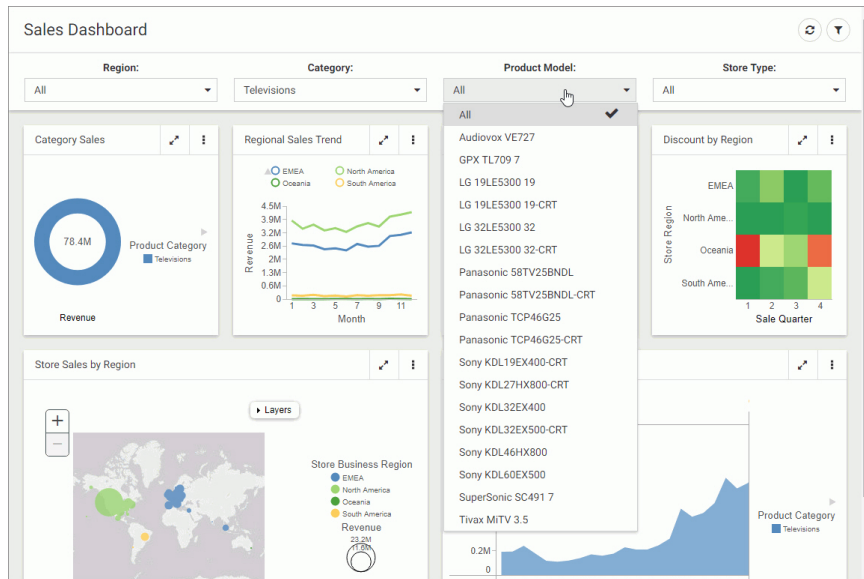 Sales Dashboard
Region:
All
Category:
Televisions
Product Model:
All
Store Type:
All
All
Audiovox VE727
GPX TL709 7
LG 19LE5300 19
LG 19LE5300 19-CRT
LG 32LE5300 32
LG 32LE5300 32-CRT
Panasonic 58TV25BNDL
Panasonic 58TV25BNDL-CRT
Panasonic TCP46G25
Panasonic TCP46G25-CRT
Sony KDL19EX400-CRT
Sony KDL27HX800-CRT
Sony KDL32EX400
Sony KDL32EX500-CRT
Sony KDL46HX800
Sony KDL60EX500
SuperSonic SC491 7
Tivax MiTV 3.5
Category Sales
78.4M
Product Category
Televisions
Revenue
Regional Sales Trend
EMEA
North America
Oceania
South America
Revenue
4.5M
3.9M
3.2M
2.6M
2M
1.3M
0.6M
0
1 3 5 7 9 11
Month
Discount by Region
Store Region
EMEA
North Ame...
Oceania
South Ame...
1 2 3 4
Sale Quarter
Store Sales by Region
+
−
Layers
Store Business Region
EMEA
North America
Oceania
South America
Revenue
23.2M
11.6M
0.2M
0
Product Category
Televisions